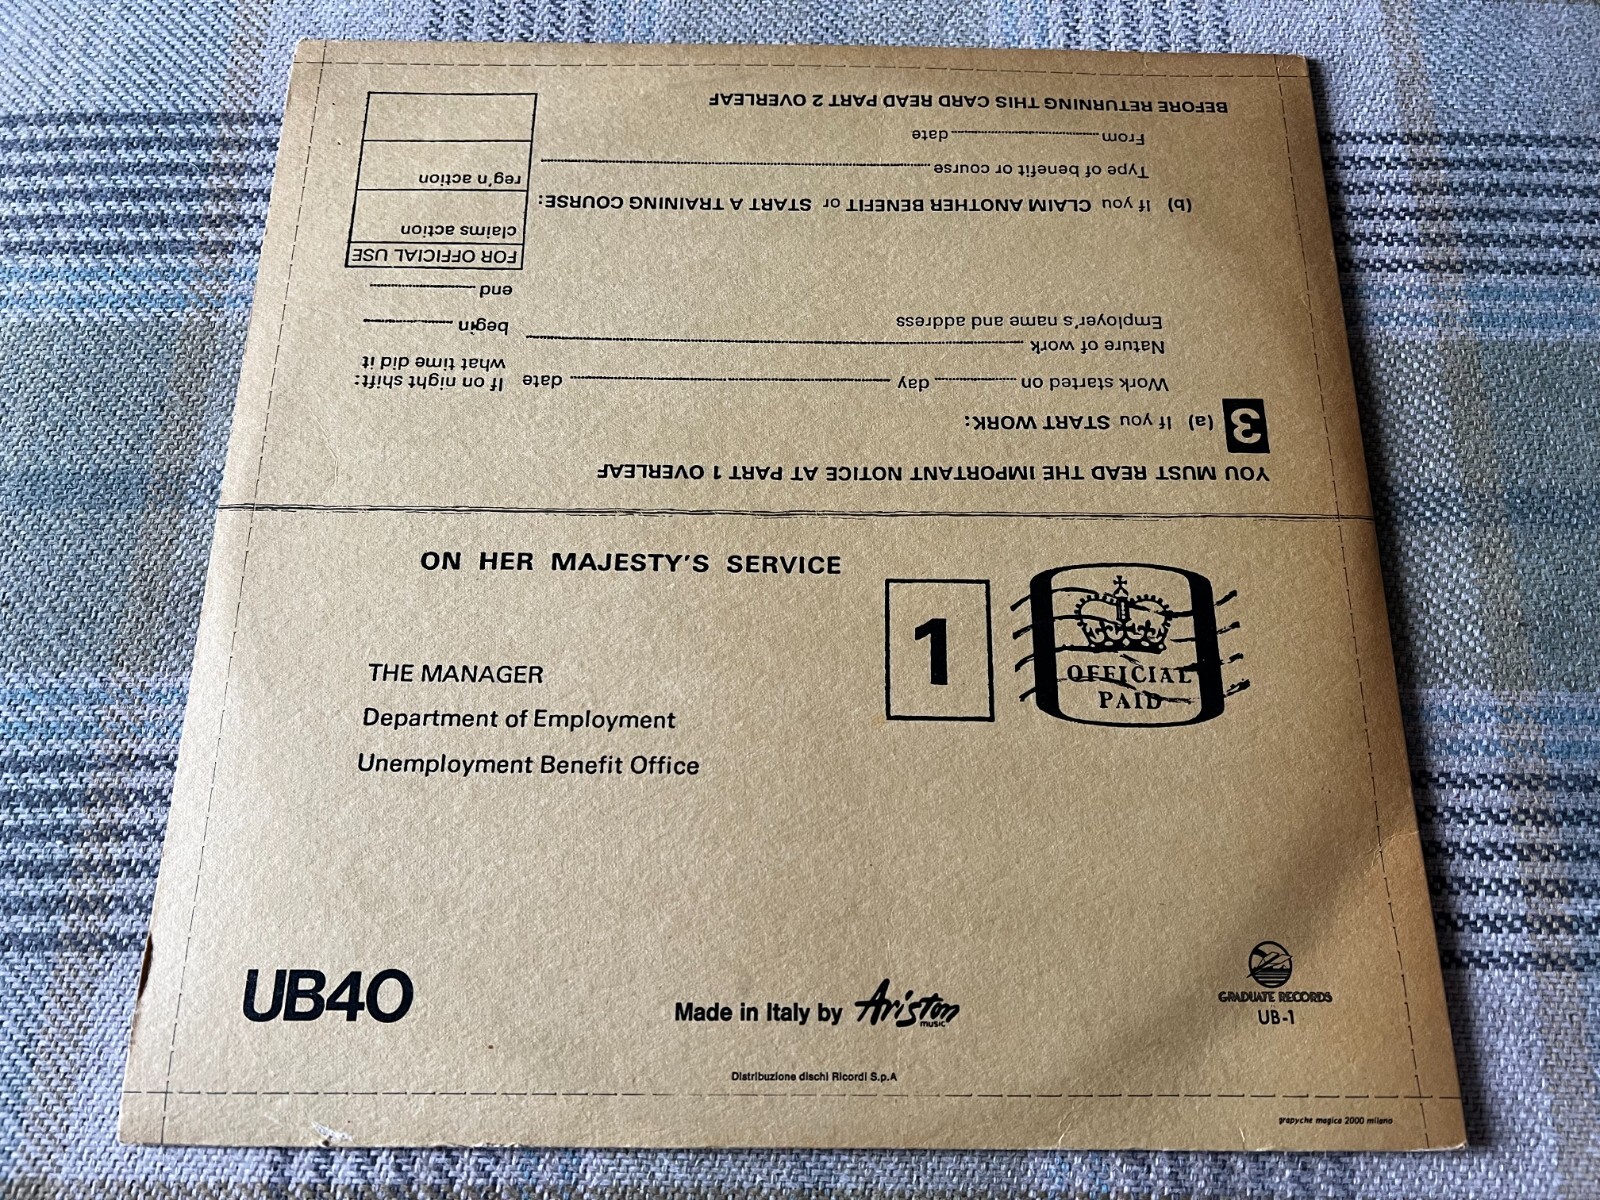 YOU MUST READ THE IMPORTANT NOTICE AT PART 1 OVERLEAF
3 (a) If you START WORK:
Work started on day date
Nature of work
Employer's name and address
If on night shift:
what time did it
begin
end
(b) If you CLAIM ANOTHER BENEFIT or START A TRAINING COURSE:
Type of benefit or course
From date
BEFORE RETURNING THIS CARD READ PART 2 OVERLEAF
FOR OFFICIAL USE
claims action
reg'n action
ON HER MAJESTY'S SERVICE
1
OFFICIAL
PAID
THE MANAGER
Department of Employment
Unemployment Benefit Office
UB40
Made in Italy by Ariston
music
GRADUATE RECORDS
UB-1
Distribuzione dischi Ricordi S.p.A
grapyche magica 2000 milano